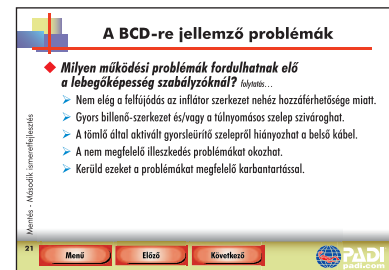 A BCD-re jellemző problémák
Milyen működési problémák fordulhatnak elő
a lebegőképesség szabályzóknál? folytatás…
Nem elég a felfújódás az inflátor szerkezet nehéz hozzáférhetősége miatt.
Gyors billenő-szerkezet és/vagy a túlnyomásos szelep szivároghat.
A tömlő által aktivált gyorsleürítő szelepről hiányozhat a belső kábel.
A nem megfelelő illeszkedés problémákat okozhat.
Kerüld ezeket a problémákat megfelelő karbantartással.
Mentés - Második ismeretfejlesztés
21
Menü
Előző
Következő
PADI
padi.com